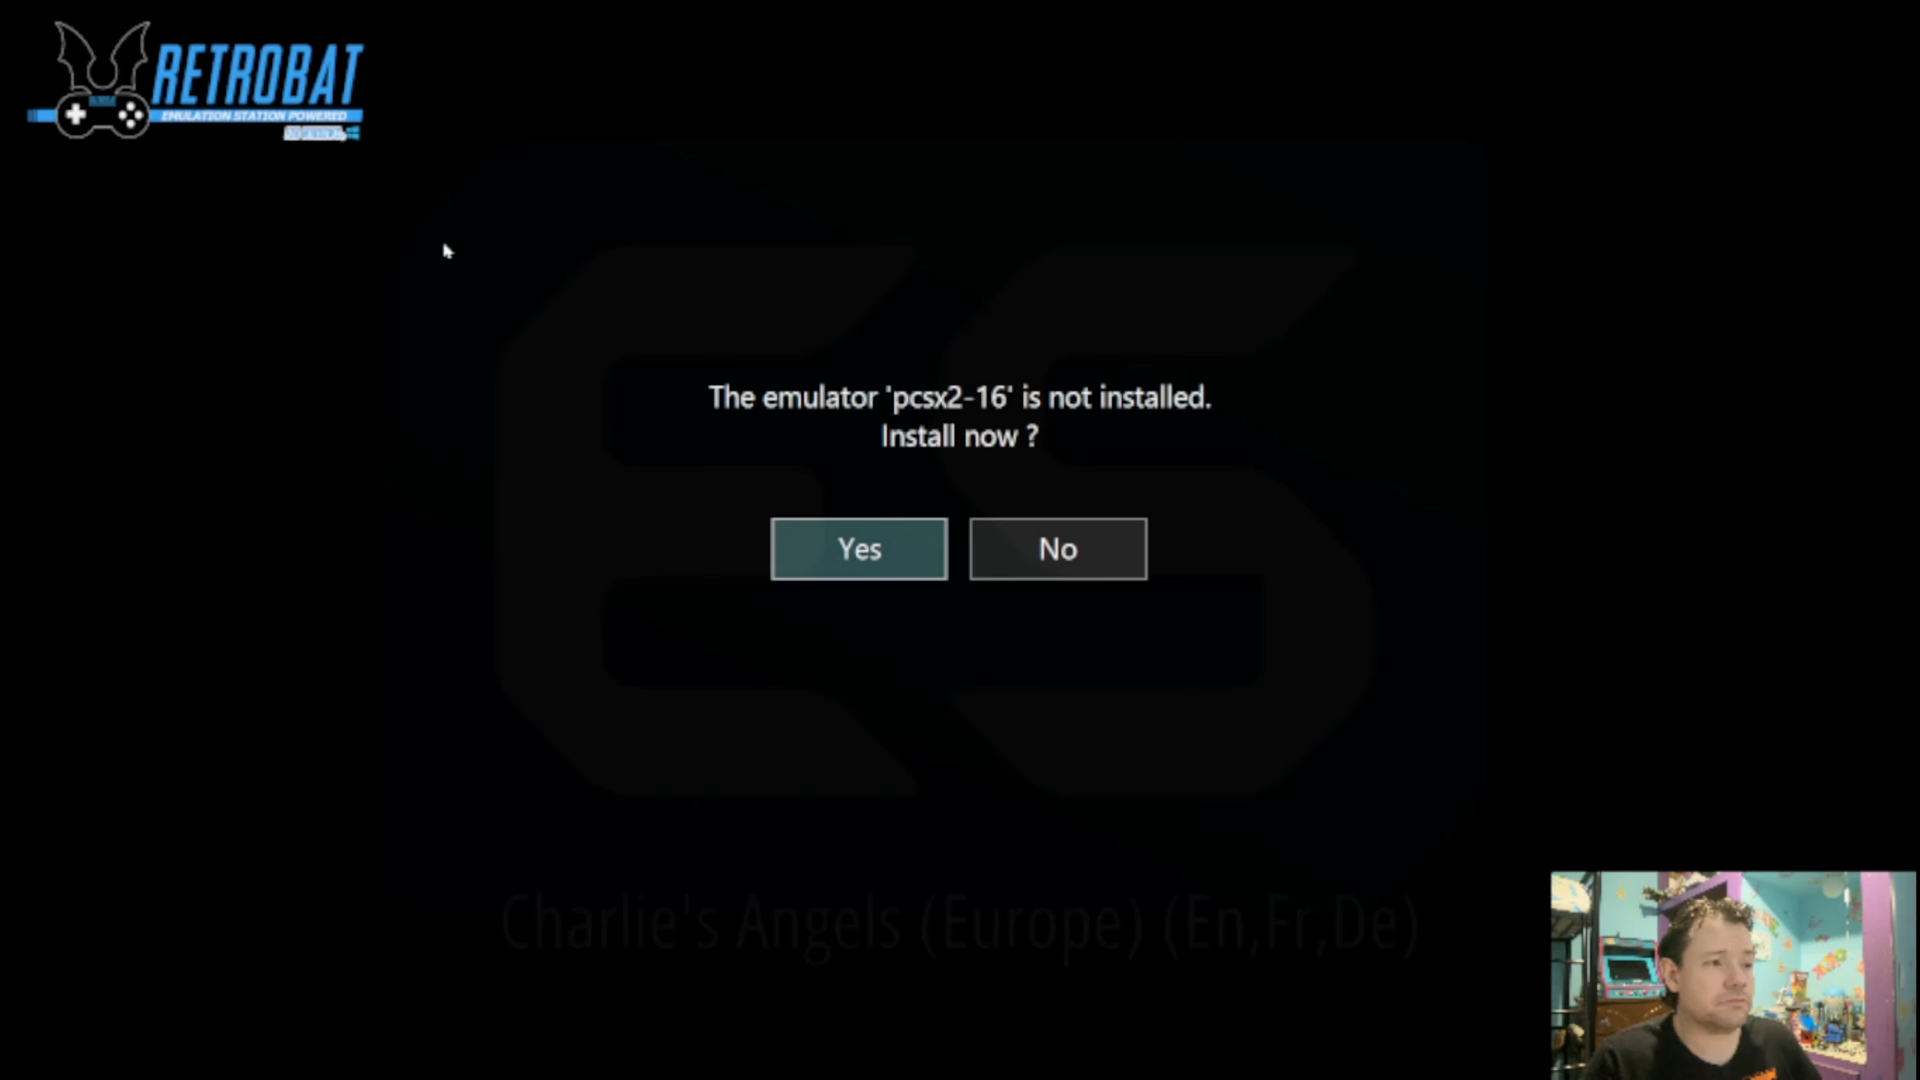 RETROBAT
EMULATION STATION POWERED
The emulator 'pcsx2-16' is not installed.
Install now ?
Yes
No
Charlie's Angels (Europe) (En,Fr,De)